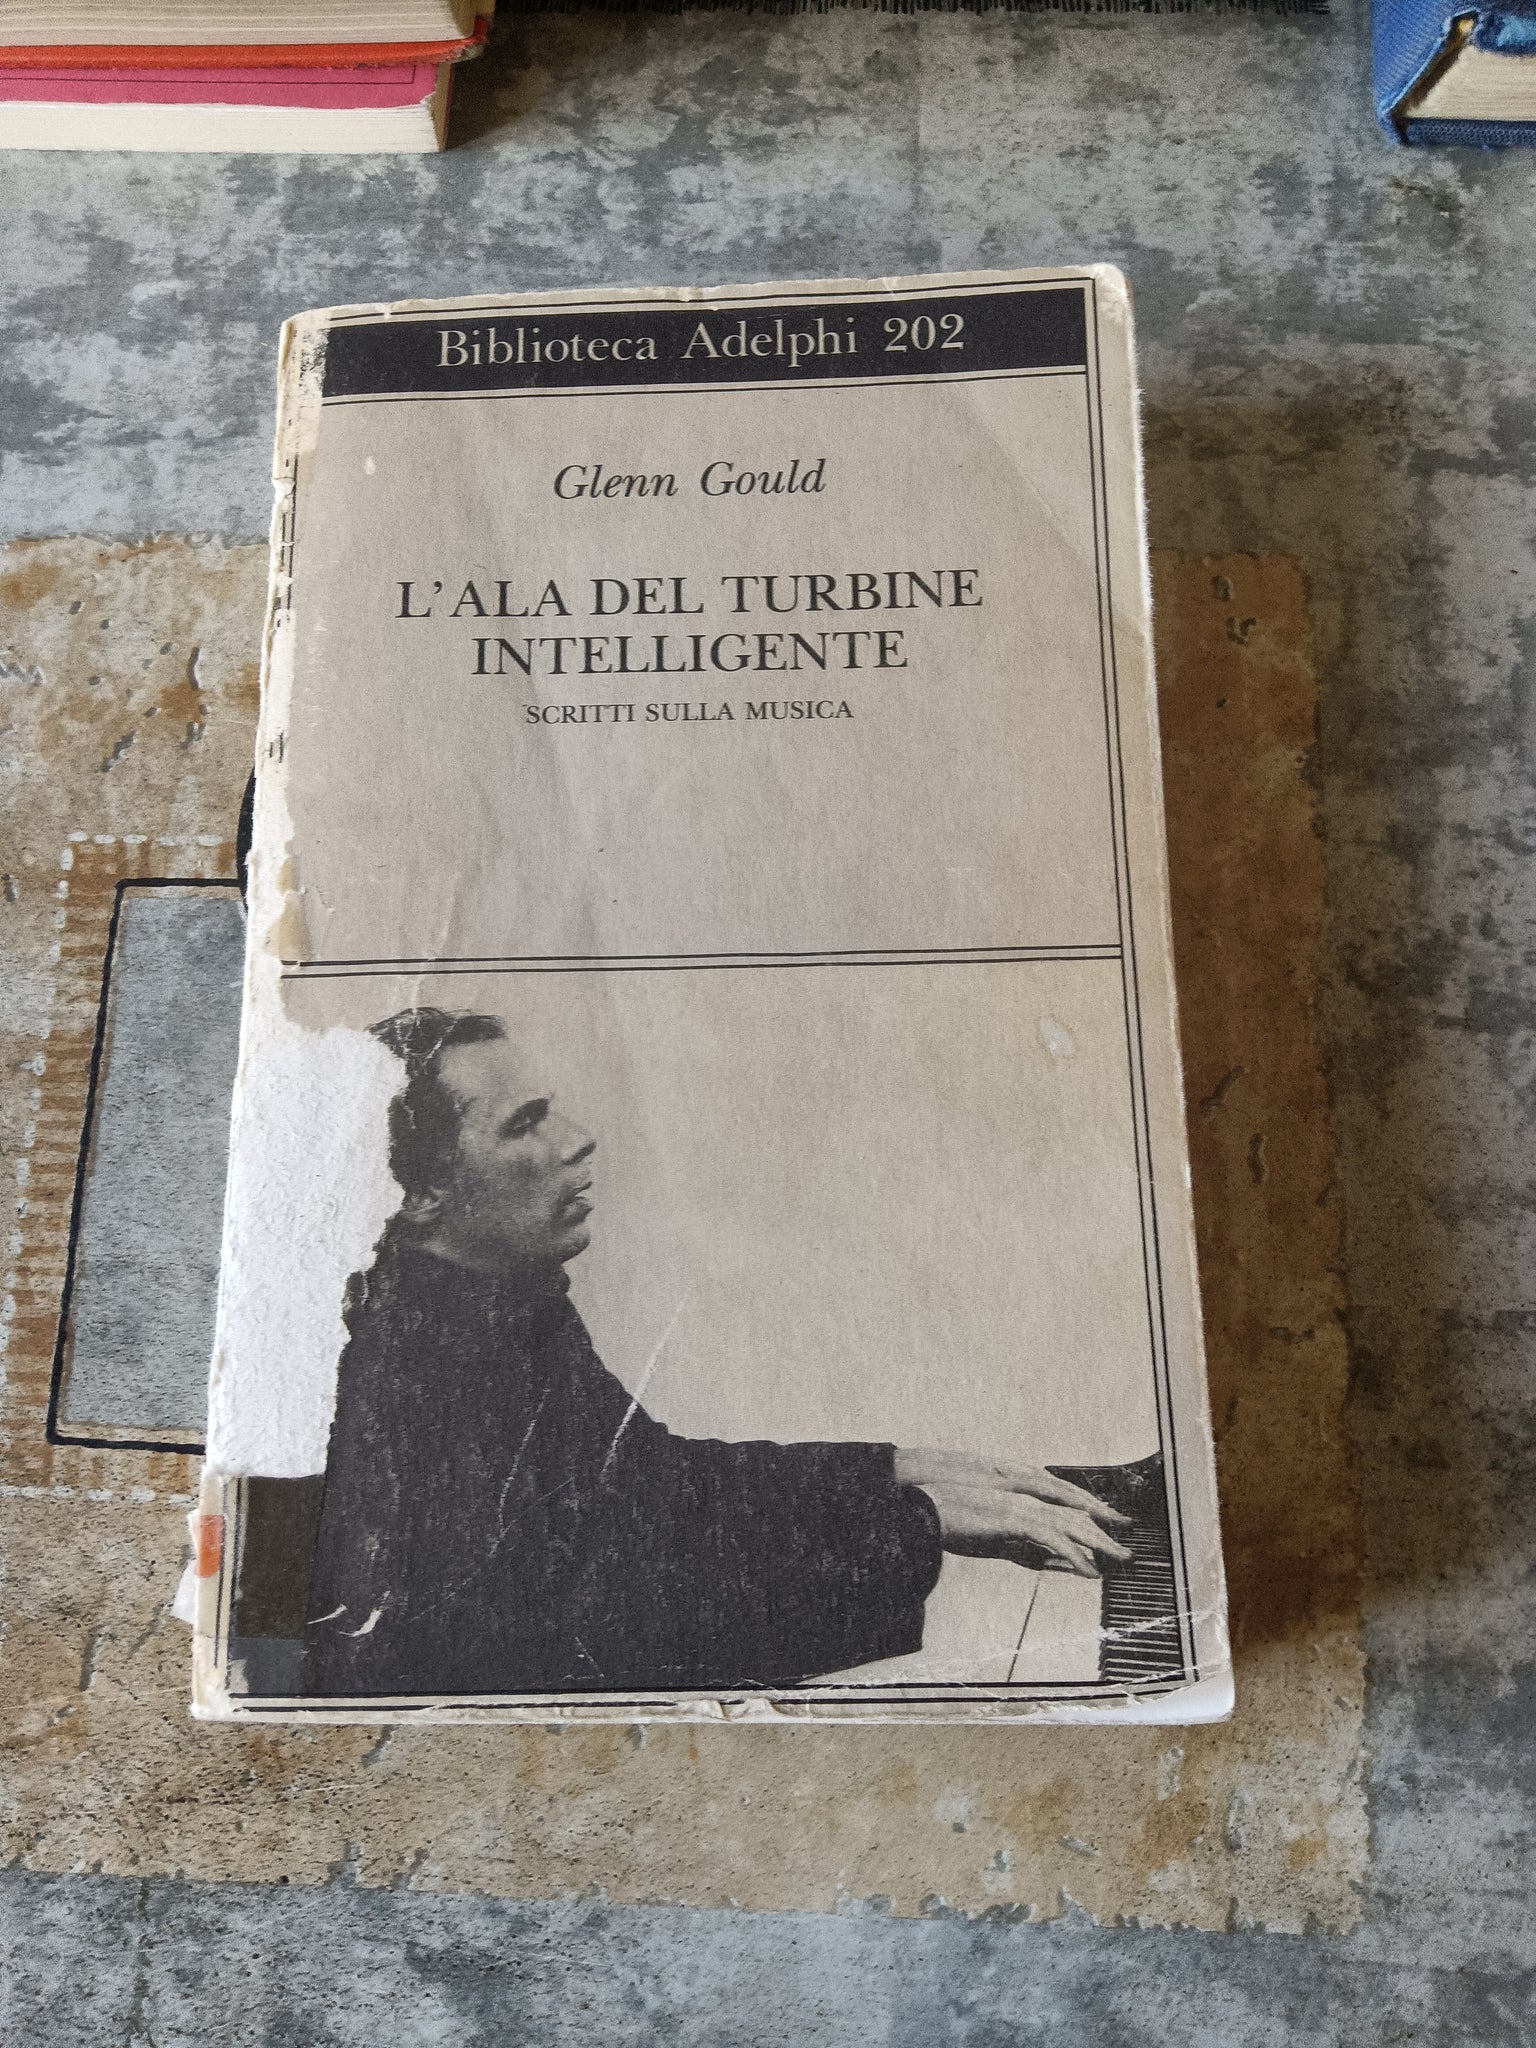 Biblioteca Adelphi 202
Glenn Gould
L'ALA DEL TURBINE
INTELLIGENTE
SCRITTI SULLA MUSICA